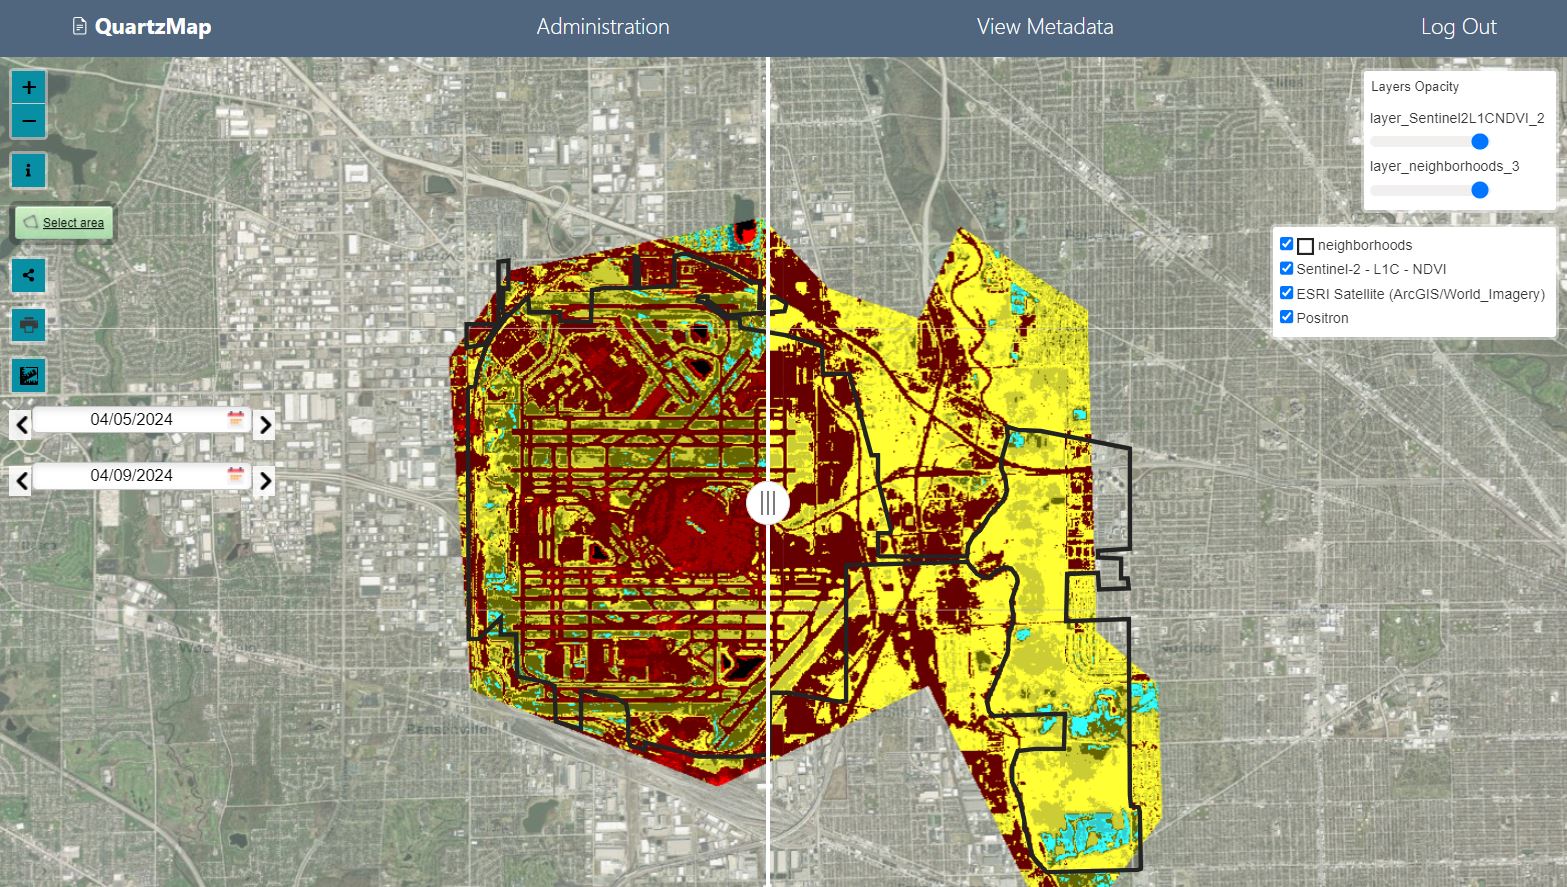 QuartzMap
Administration
View Metadata
Log Out
+
−
i
Select area
04/05/2024
04/09/2024
Layers Opacity
layer_Sentinel2L1CNDVI_2
layer_neighborhoods_3
neighborhoods
Sentinel-2 - L1C - NDVI
ESRI Satellite (ArcGIS/World_Imagery)
Positron